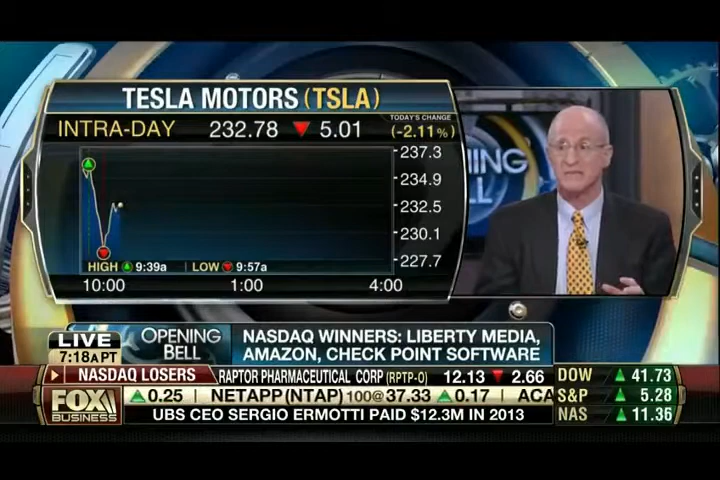 TESLA MOTORS (TSLA)
INTRA-DAY 232.78 ▼ 5.01
TODAY'S CHANGE
(-2.11%)
237.3
234.9
232.5
230.1
227.7
HIGH 9:39a | LOW 9:57a
10:00 1:00 4:00
NING
LL
LIVE
7:18A PT
OPENING
BELL
NASDAQ WINNERS: LIBERTY MEDIA,
AMAZON, CHECK POINT SOFTWARE
NASDAQ LOSERS
RAPTOR PHARMACEUTICAL CORP (RPTP-O) 12.13 ▼ 2.66
FOX
BUSINESS
▲0.25 | NETAPP (NTAP) 100@37.33 ▲0.17 | ACA
UBS CEO SERGIO ERMOTTI PAID $12.3M IN 2013
DOW ▲ 41.73
S&P ▲ 5.28
NAS ▲ 11.36